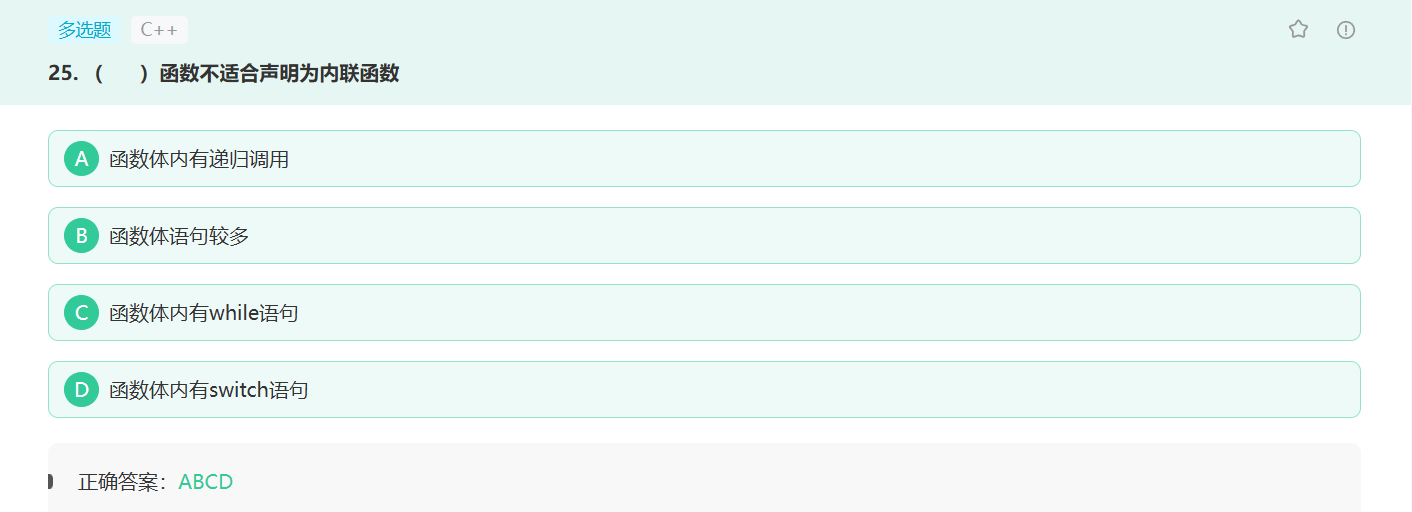 多选题 C++
25. （  ）函数不适合声明为内联函数
A 函数体内有递归调用
B 函数体语句较多
C 函数体内有while语句
D 函数体内有switch语句
正确答案：ABCD